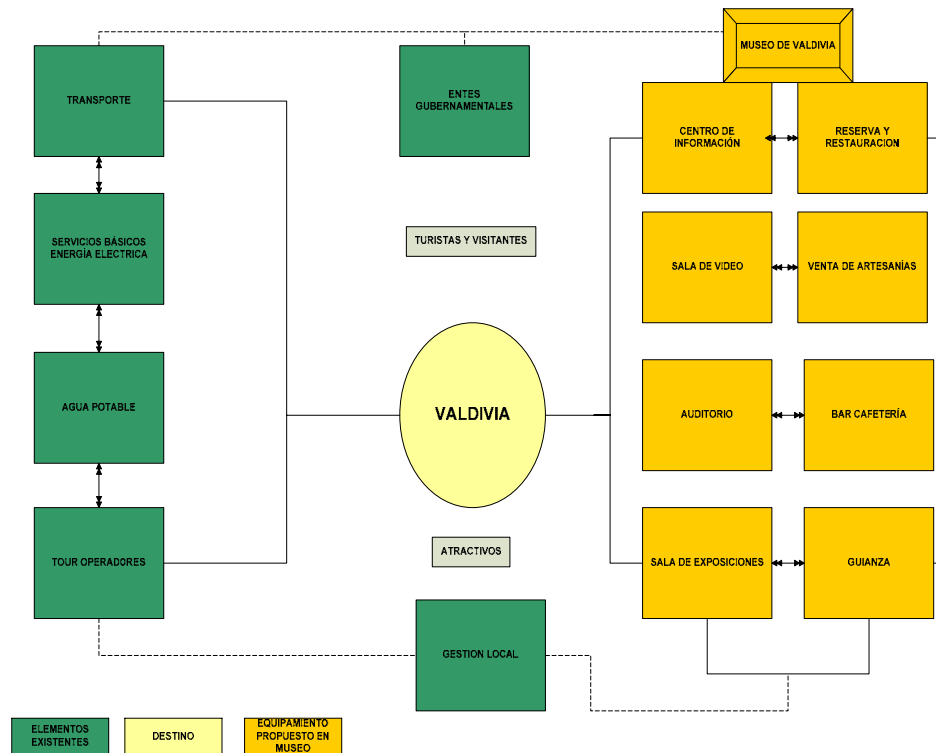 MUSEO DE VALDIVIA
TRANSPORTE
ENTES
GUBERNAMENTALES
CENTRO DE
INFORMACIÓN
RESERVA Y
RESTAURACION
SERVICIOS BÁSICOS
ENERGÍA ELECTRICA
TURISTAS Y VISITANTES
SALA DE VIDEO
VENTA DE ARTESANÍAS
AGUA POTABLE
VALDIVIA
AUDITORIO
BAR CAFETERÍA
TOUR OPERADORES
ATRACTIVOS
SALA DE EXPOSICIONES
GUIANZA
GESTION LOCAL
ELEMENTOS
EXISTENTES
DESTINO
EQUIPAMIENTO
PROPUESTO EN
MUSEO